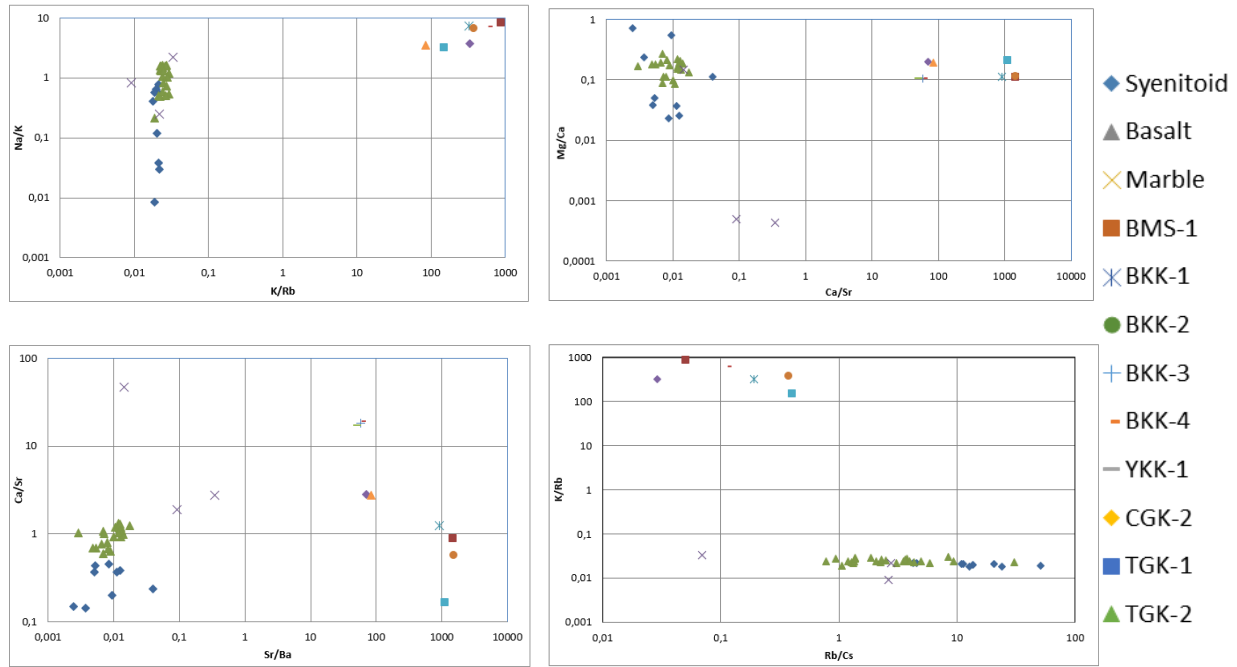 10
1
0,1
0,01
0,001
Na/K
0,001 0,01 0,1 1 10 100 1000
K/Rb
1
0,1
0,01
0,001
0,0001
Mg/Ca
0,001 0,01 0,1 1 10 100 1000 10000
Ca/Sr
100
10
1
0,1
Ca/Sr
0,001 0,01 0,1 1 10 100 1000 10000
Sr/Ba
1000
100
10
1
0,1
0,01
0,001
K/Rb
0,01 0,1 1 10 100
Rb/Cs
Syenitoid
Basalt
Marble
BMS-1
BKK-1
BKK-2
BKK-3
BKK-4
YKK-1
CGK-2
TGK-1
TGK-2